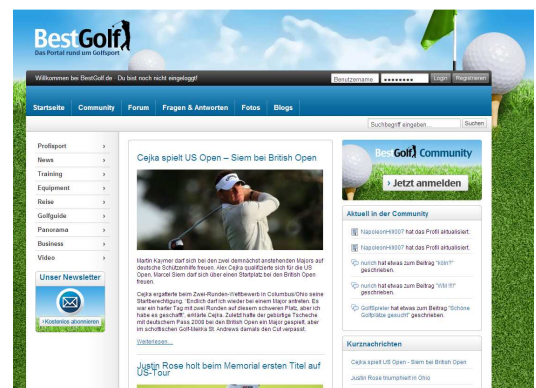 BestGolf
Das Portal rund um Golfsport
Willkommen bei BestGolf.de - Du bist noch nicht eingeloggt!
Benutzername
Login
Registrieren
Startseite
Community
Forum
Fragen & Antworten
Fotos
Blogs
Suchbegriff eingeben...
Suchen
Profisport
News
Training
Equipment
Reise
Golfguide
Panorama
Business
Video
Unser Newsletter
Kostenlos abonnieren
Cejka spielt US Open – Siem bei British Open
Martin Kaymer darf sich bei den zwei demnächst anstehenden Majors auf
deutsche Schützenhilfe freuen. Alex Cejka qualifizierte sich für die US
Open, Marcel Siem darf sich über einen Startplatz bei den British Open
freuen.
Cejka ergatterte beim Zwei-Runden-Wettbewerb in Columbus/Ohio seine
Startberechtigung. "Endlich darf ich wieder bei einem Major antreten. Es
war ein harter Tag mit zwei Runden auf diesem schweren Platz, aber ich
habe es geschafft", erklärte Cejka. Zuletzt hatte der gebürtige Tscheche
mit deutschem Pass 2008 bei den British Open ein Major gespielt, aber
im schottischen Golf-Mekka St. Andrews damals den Cut verpasst.
Weiterlesen...
Justin Rose holt beim Memorial ersten Titel auf
US-Tour
BestGolf Community
› Jetzt anmelden
Aktuell in der Community
NapoleonHill007 hat das Profil aktualisiert.
NapoleonHill007 hat das Profil aktualisiert.
nurich hat etwas zum Beitrag "köln?"
geschrieben.
nurich hat etwas zum Beitrag
geschrieben.
GolfSpieler hat etwas zum Beitrag "Schöne
Golfplätze gesucht" geschrieben.
Kurznachrichten
Cejka spielt US Open - Siem bei British Open
Justin Rose triumphiert in Ohio